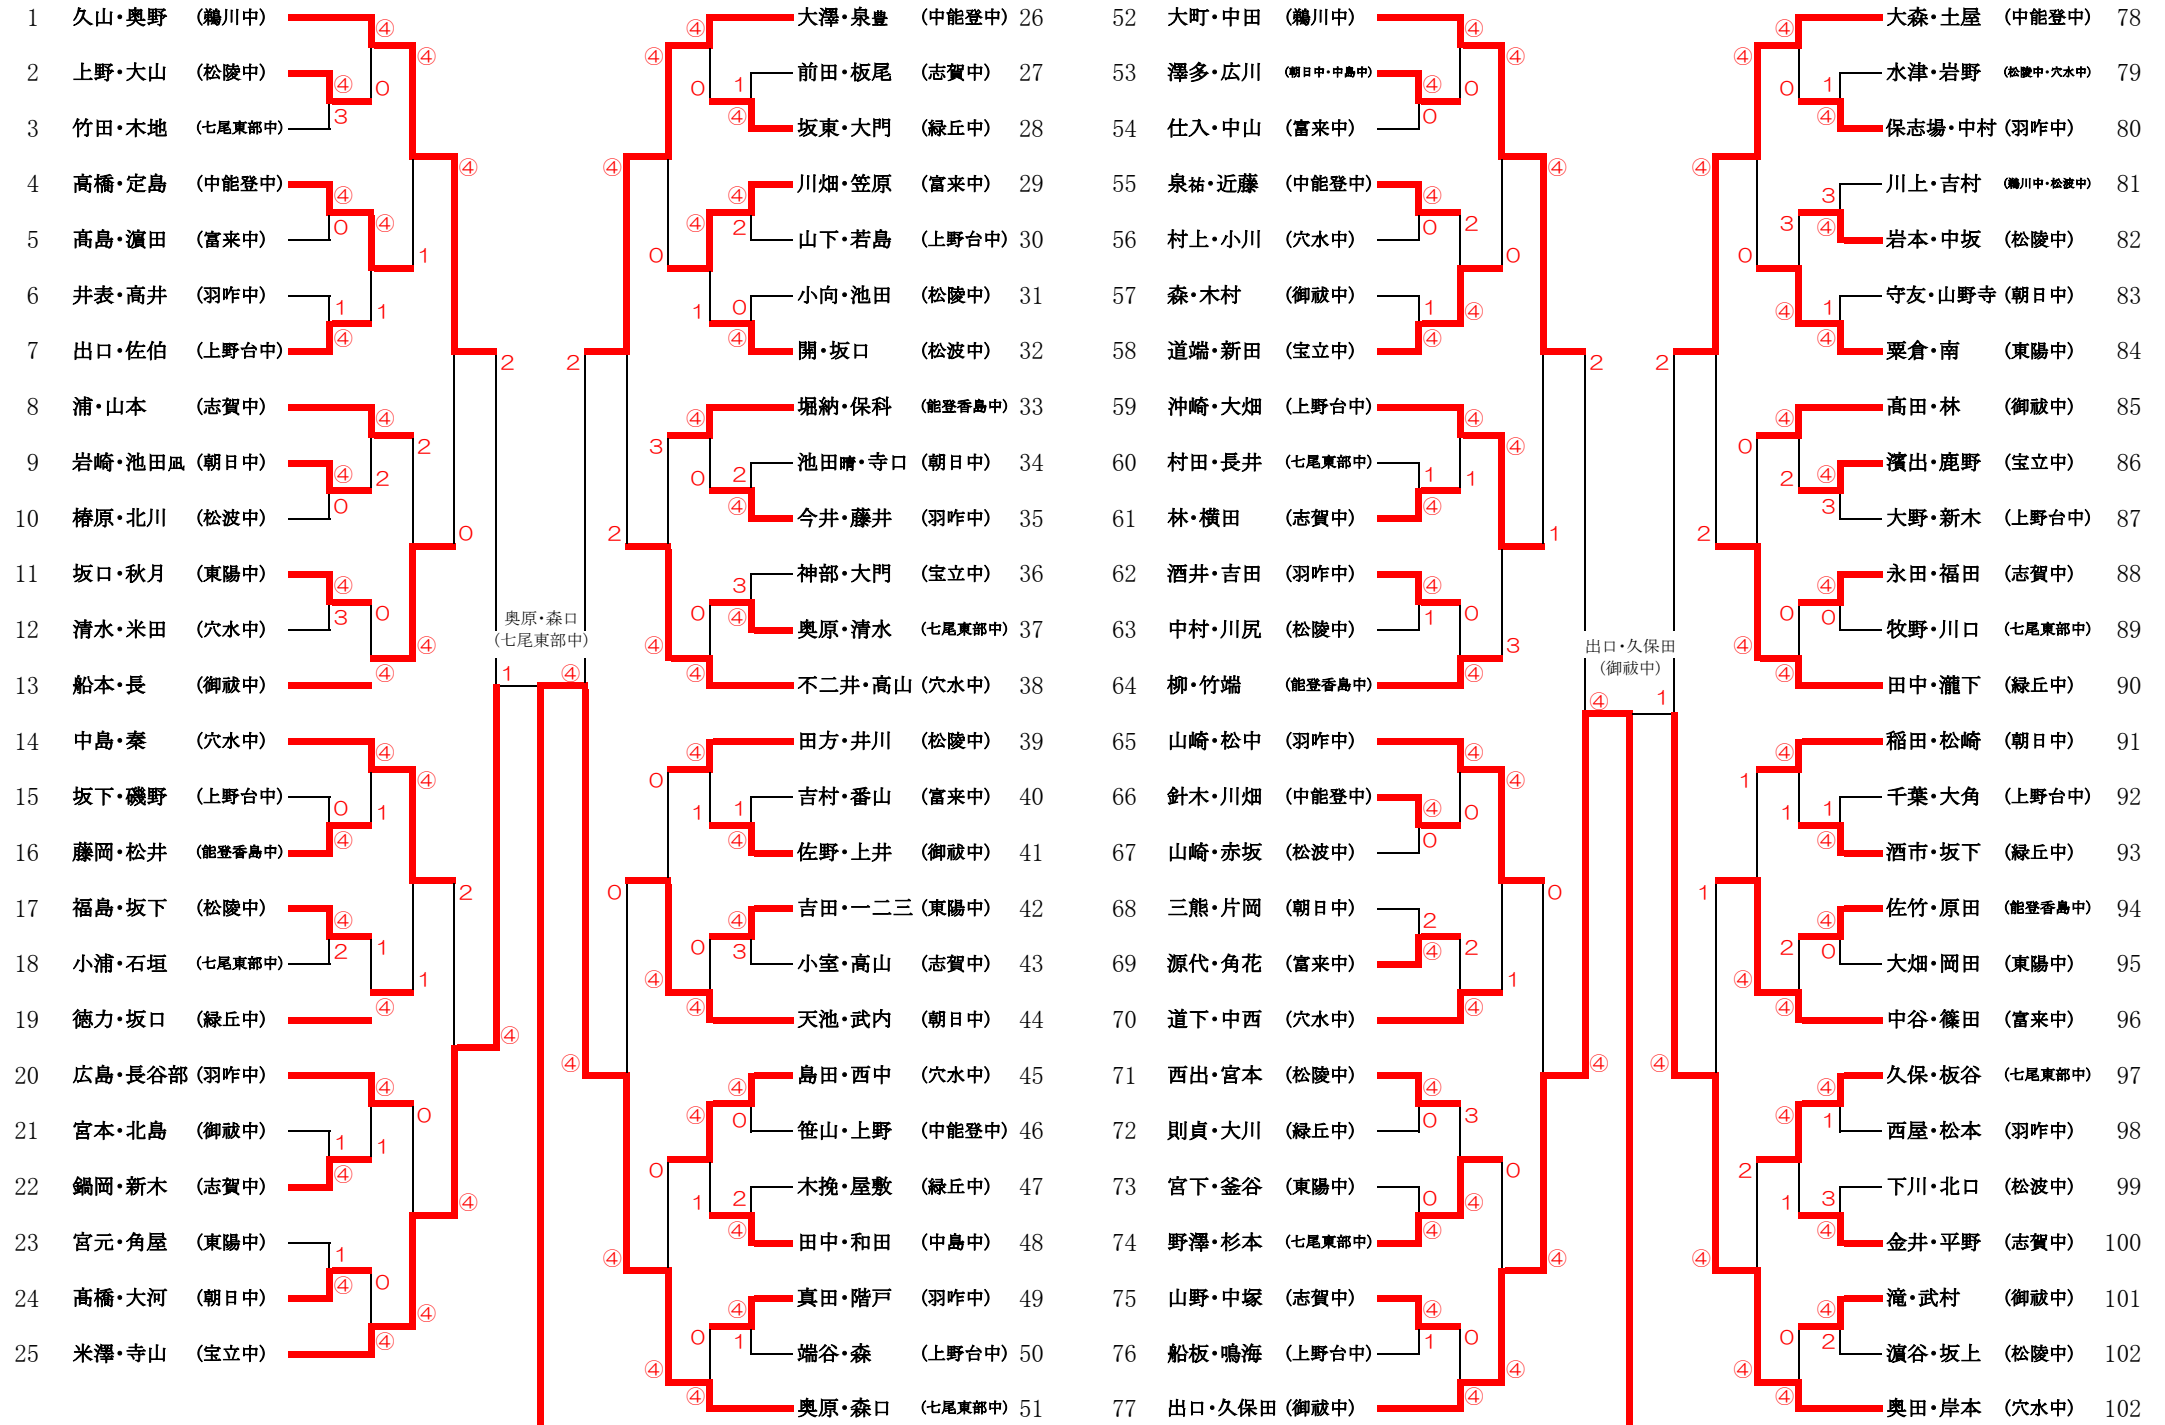 1 久山・奥野 (鵜川中)
2 上野・大山 (松陵中)
3 竹田・木地 (七尾東部中)
4 高橋・定島 (中能登中)
5 髙島・濵田 (富来中)
6 井表・高井 (羽咋中)
7 出口・佐伯 (上野台中)
8 浦・山本 (志賀中)
9 岩崎・池田凪 (朝日中)
10 椿原・北川 (松波中)
11 坂口・秋月 (東陽中)
12 清水・米田 (穴水中)
13 船本・長 (御祓中)
14 中島・秦 (穴水中)
15 坂下・磯野 (上野台中)
16 藤岡・松井 (能登香島中)
17 福島・坂下 (松陵中)
18 小浦・石垣 (七尾東部中)
19 徳力・坂口 (緑丘中)
20 広島・長谷部 (羽咋中)
21 宮本・北島 (御祓中)
22 鍋岡・新木 (志賀中)
23 宮元・角屋 (東陽中)
24 髙橋・大河 (朝日中)
25 米澤・寺山 (宝立中)
奥原・森口
(七尾東部中)
大澤・泉豊 (中能登中) 26
前田・板尾 (志賀中) 27
坂東・大門 (緑丘中) 28
川畑・笠原 (富来中) 29
山下・若島 (上野台中) 30
小向・池田 (松陵中) 31
開・坂口 (松波中) 32
堀納・保科 (能登香島中) 33
池田晴・寺口 (朝日中) 34
今井・藤井 (羽咋中) 35
神部・大門 (宝立中) 36
奥原・清水 (七尾東部中) 37
不二井・高山 (穴水中) 38
田方・井川 (松陵中) 39
吉村・番山 (富来中) 40
佐野・上井 (御祓中) 41
吉田・一二三 (東陽中) 42
小室・高山 (志賀中) 43
天池・武内 (朝日中) 44
島田・西中 (穴水中) 45
笹山・上野 (中能登中) 46
木挽・屋敷 (緑丘中) 47
田中・和田 (中島中) 48
真田・階戸 (羽咋中) 49
端谷・森 (上野台中) 50
奥原・森口 (七尾東部中) 51
52 大町・中田 (鵜川中)
53 澤多・広川 (朝日中・中島中)
54 仕入・中山 (富来中)
55 泉祐・近藤 (中能登中)
56 村上・小川 (穴水中)
57 森・木村 (御祓中)
58 道端・新田 (宝立中)
59 沖崎・大畑 (上野台中)
60 村田・長井 (七尾東部中)
61 林・横田 (志賀中)
62 酒井・吉田 (羽咋中)
63 中村・川尻 (松陵中)
64 柳・竹端 (能登香島中)
65 山崎・松中 (羽咋中)
66 針木・川畑 (中能登中)
67 山崎・赤坂 (松波中)
68 三熊・片岡 (朝日中)
69 源代・角花 (富来中)
70 道下・中西 (穴水中)
71 西出・宮本 (松陵中)
72 則貞・大川 (緑丘中)
73 宮下・釜谷 (東陽中)
74 野澤・杉本 (七尾東部中)
75 山野・中塚 (志賀中)
76 船板・鳴海 (上野台中)
77 出口・久保田 (御祓中)
出口・久保田
(御祓中)
大森・土屋 (中能登中) 78
水津・岩野 (松陵中・穴水中) 79
保志場・中村 (羽咋中) 80
川上・吉村 (鵜川中・松波中) 81
岩本・中坂 (松陵中) 82
守友・山野寺 (朝日中) 83
粟倉・南 (東陽中) 84
高田・林 (御祓中) 85
濱出・鹿野 (宝立中) 86
大野・新木 (上野台中) 87
永田・福田 (志賀中) 88
牧野・川口 (七尾東部中) 89
田中・瀧下 (緑丘中) 90
稲田・松崎 (朝日中) 91
千葉・大角 (上野台中) 92
酒市・坂下 (緑丘中) 93
佐竹・原田 (能登香島中) 94
大畑・岡田 (東陽中) 95
中谷・篠田 (富来中) 96
久保・板谷 (七尾東部中) 97
西屋・松本 (羽咋中) 98
下川・北口 (松波中) 99
金井・平野 (志賀中) 100
滝・武村 (御祓中) 101
濵谷・坂上 (松陵中) 102
奥田・岸本 (穴水中) 102